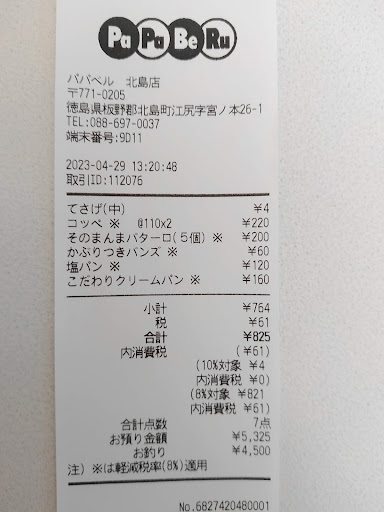 PaPaBeRu
パパベル 北島店
〒771-0205
徳島県板野郡北島町江尻字宮ノ本26-1
TEL:088-697-0037
端末番号:9D11
2023-04-29 13:20:48
取引ID:112076
てさげ(中) ¥4
コッペ ※ @110x2 ¥220
そのまんまバターロ(5個) ※ ¥200
かぶりつきバンズ ※ ¥60
塩パン ※ ¥120
こだわりクリームパン ※ ¥160
小計 ¥764
税 ¥61
合計 ¥825
内消費税 (¥61)
(10%対象 ¥4
内消費税 ¥0)
(8%対象 ¥821
内消費税 ¥61)
合計点数 7点
お預り金額 ¥5,325
お釣り ¥4,500
注) ※は軽減税率(8%)適用
No.6827420480001